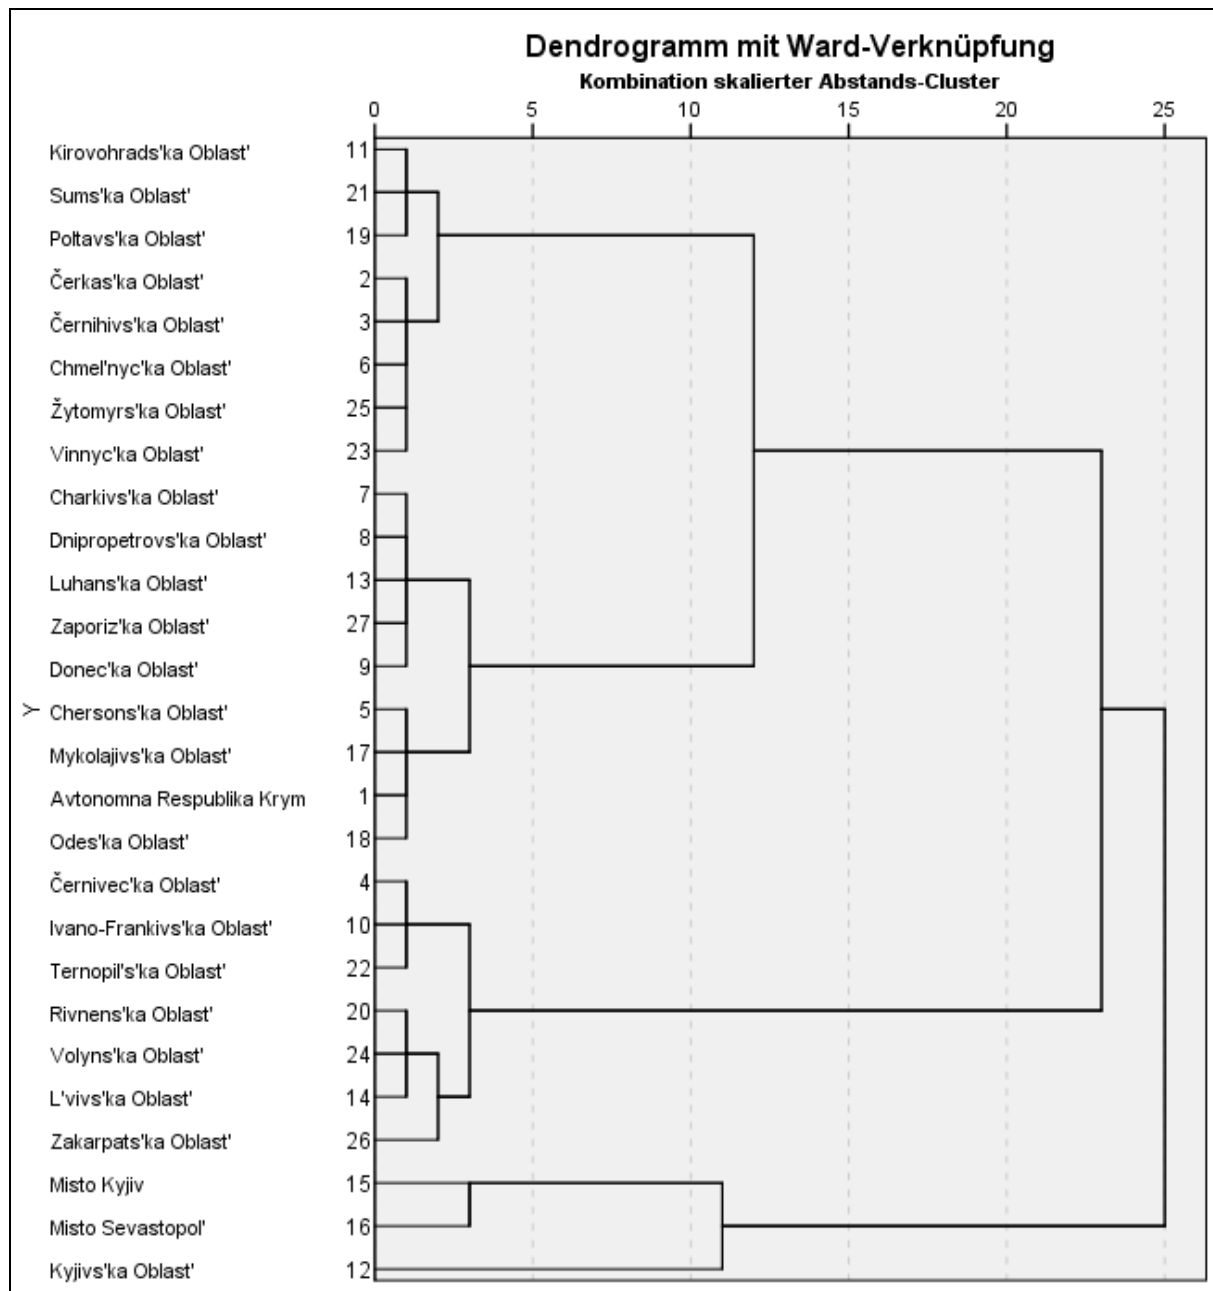 Dendrogramm mit Ward-Verknüpfung
Kombination skalierter Abstands-Cluster
0 5 10 15 20 25
Kirovohrads'ka Oblast' 11
Sums'ka Oblast' 21
Poltavs'ka Oblast' 19
Čerkas'ka Oblast' 2
Černihivs'ka Oblast' 3
Chmel'nyc'ka Oblast' 6
Žytomyrs'ka Oblast' 25
Vinnyc'ka Oblast' 23
Charkivs'ka Oblast' 7
Dnipropetrovs'ka Oblast' 8
Luhans'ka Oblast' 13
Zaporiz'ka Oblast' 27
Donec'ka Oblast' 9
Y Chersons'ka Oblast' 5
Mykolajivs'ka Oblast' 17
Avtonomna Respublika Krym 1
Odes'ka Oblast' 18
Černivec'ka Oblast' 4
Ivano-Frankivs'ka Oblast' 10
Ternopil's'ka Oblast' 22
Rivnens'ka Oblast' 20
Volyns'ka Oblast' 24
L'vivs'ka Oblast' 14
Zakarpats'ka Oblast' 26
Misto Kyjiv 15
Misto Sevastopol' 16
Kyjivs'ka Oblast' 12